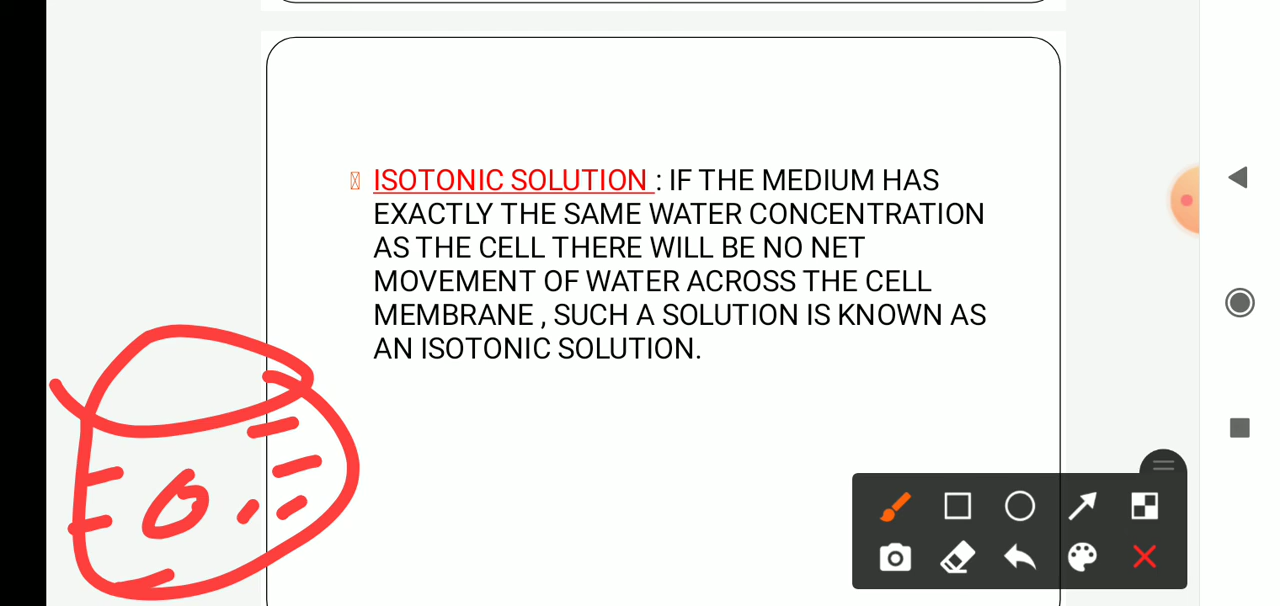 ISOTONIC SOLUTION : IF THE MEDIUM HAS
EXACTLY THE SAME WATER CONCENTRATION
AS THE CELL THERE WILL BE NO NET
MOVEMENT OF WATER ACROSS THE CELL
MEMBRANE , SUCH A SOLUTION IS KNOWN AS
AN ISOTONIC SOLUTION.